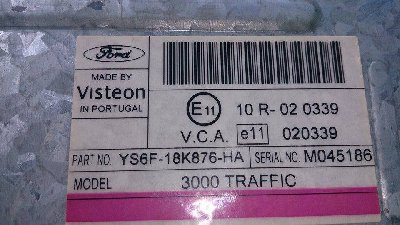 Ford
MADE BY
Visteon
IN PORTUGAL
E11 10 R- 02 0339
V.C.A. e11 020339
PART NO. YS6F-18K876-HA SERIAL NO. M045186
MODEL 3000 TRAFFIC